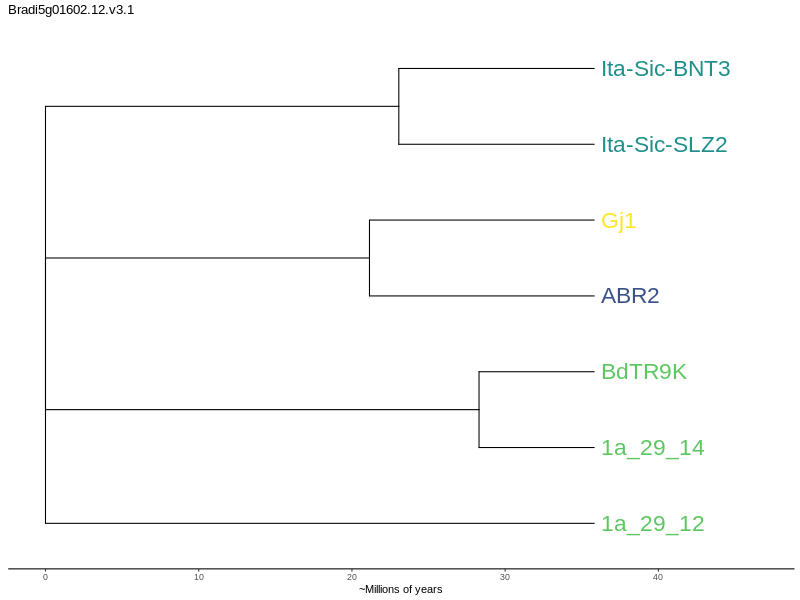 Bradi5g01602.12.v3.1
Ita-Sic-BNT3
Ita-Sic-SLZ2
Gj1
ABR2
BdTR9K
1a_29_14
1a_29_12
0 10 20 30 40
~Millions of years